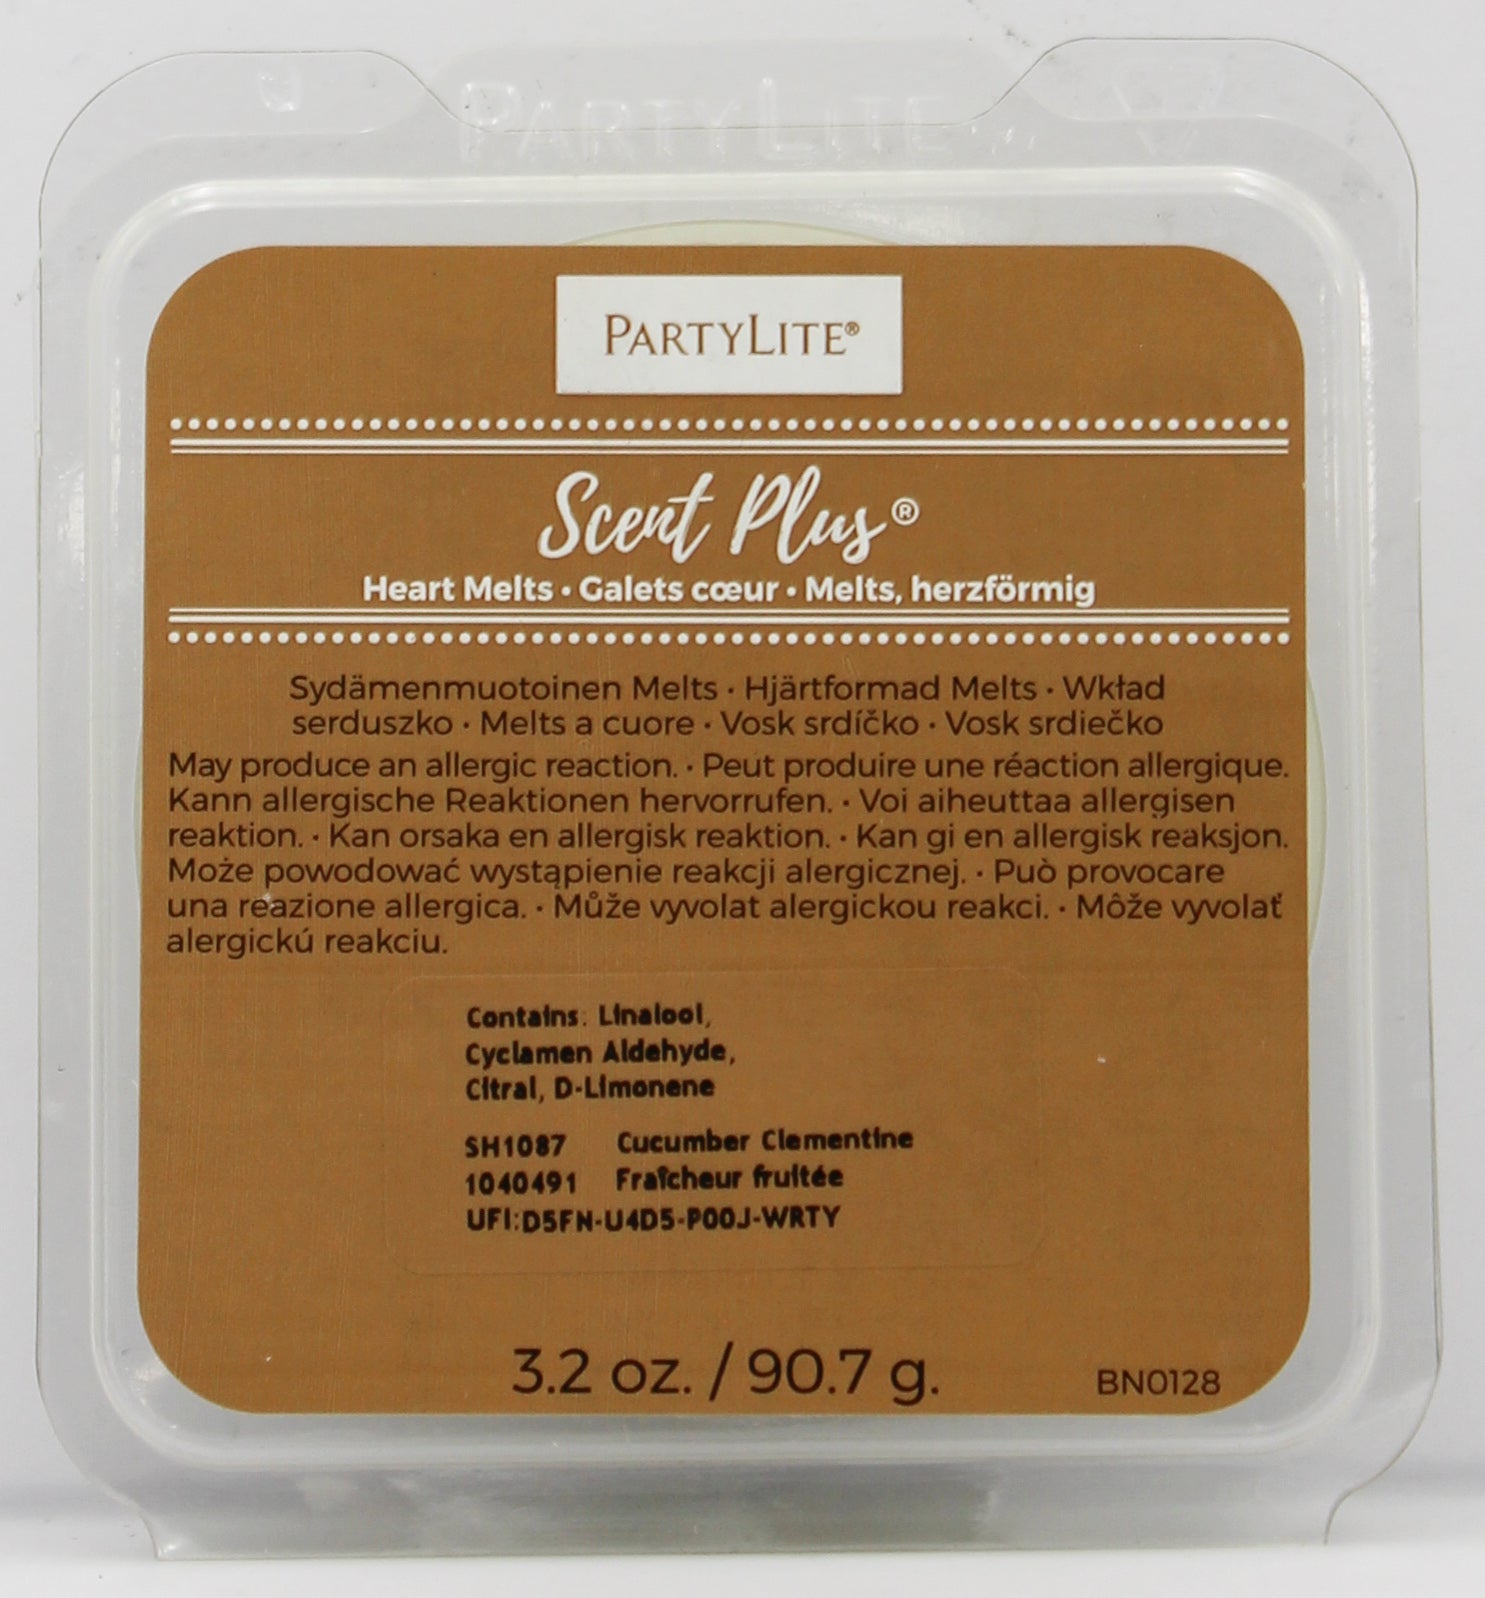 PARTYLITE
PARTYLITE®
Scent Plus®
Heart Melts • Galets cœur • Melts, herzförmig
Sydämenmuotoinen Melts • Hjärtformad Melts • Wkład
serduszko • Melts a cuore • Vosk srdíčko • Vosk srdiečko
May produce an allergic reaction. • Peut produire une réaction allergique.
Kann allergische Reaktionen hervorrufen. • Voi aiheuttaa allergisen
reaktion. • Kan orsaka en allergisk reaktion. • Kan gi en allergisk reaksjon.
Może powodować wystąpienie reakcji alergicznej. • Può provocare
una reazione allergica. • Může vyvolat alergickou reakci. • Môže vyvolať
alergickú reakciu.
Contains: Linalool,
Cyclamen Aldehyde,
Citral, D-Limonene
SH1087 Cucumber Clementine
1040491 Fraîcheur fruitée
UFI:D5FN-U4D5-P00J-WRTY
3.2 oz. / 90.7 g.
BN0128